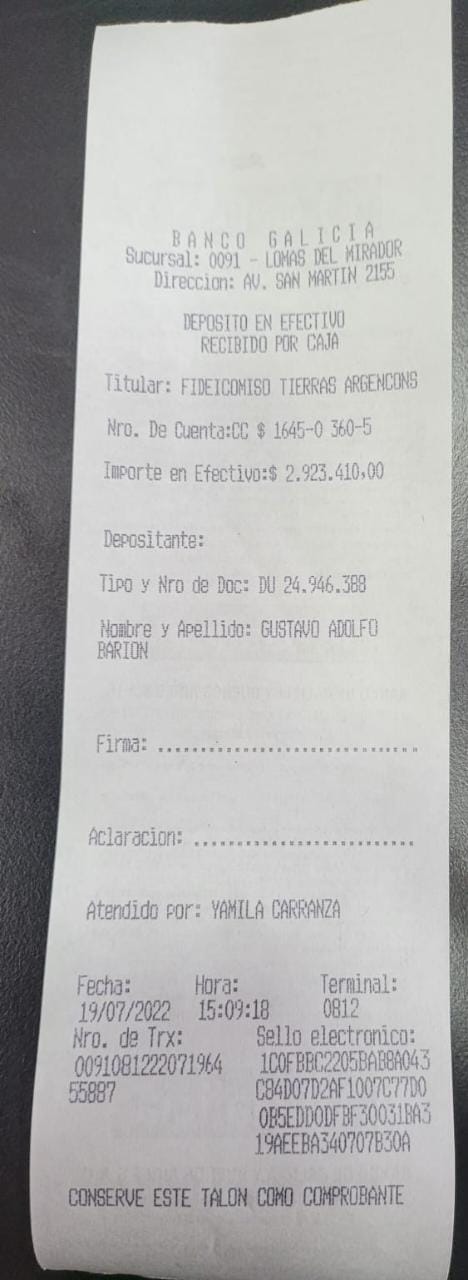 BANCO GALICIA
Sucursal: 0091 - LOMAS DEL MIRADOR
Direccion: AV. SAN MARTIN 2155
DEPOSITO EN EFECTIVO
RECIBIDO POR CAJA
Titular: FIDEICOMISO TIERRAS ARGENCONS
Nro. De Cuenta:CC $ 1645-0 360-5
Importe en Efectivo:$ 2.923.410,00
Depositante:
Tipo y Nro de Doc: DU 24.946.388
Nombre y Apellido: GUSTAVO ADOLFO
BARION
Firma: ................................
Aclaracion: ...........................
Atendido por: YAMILA CARRANZA
Fecha: Hora: Terminal:
19/07/2022 15:09:18 0812
Nro. de Trx: Sello electronico:
0091081222071964 1C0FBBC2205BAB8A043
55887 C84D07D2AF1007C77D0
0B5EDD0DFBF30031BA3
19AEEBA340707B30A
CONSERVE ESTE TALON COMO COMPROBANTE